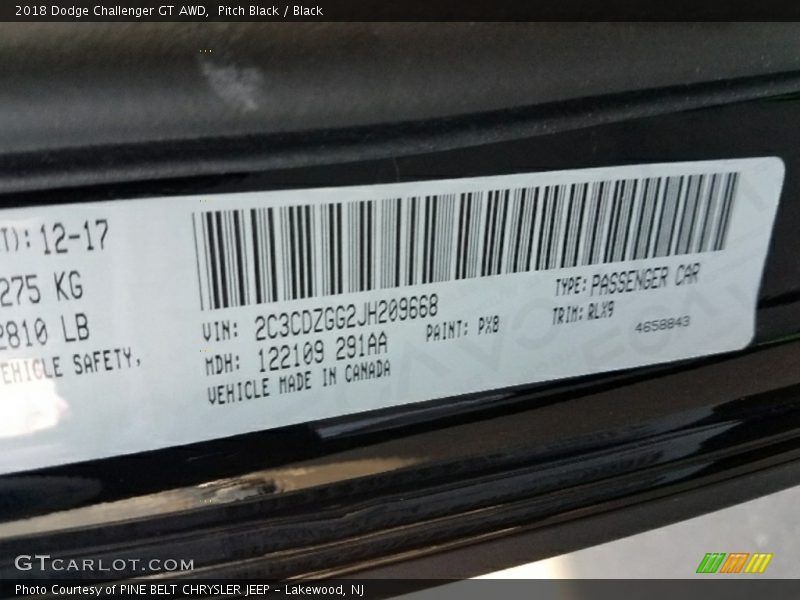 2018 Dodge Challenger GT AWD,  Pitch Black / Black
T): 12-17
275 KG
2810 LB
EHICLE SAFETY,
VIN: 2C3CDZGG2JH209668
TYPE: PASSENGER CAR
MDH: 122109 291AA
PAINT: PX8
TRIM: RLX9
VEHICLE MADE IN CANADA
4658843
GTCARLOT.COM
Photo Courtesy of PINE BELT CHRYSLER JEEP - Lakewood, NJ